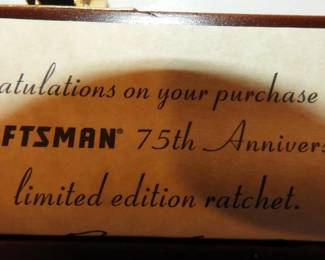 atulations on your purchase
FTSMAN® 75th Annivers
limited edition ratchet.